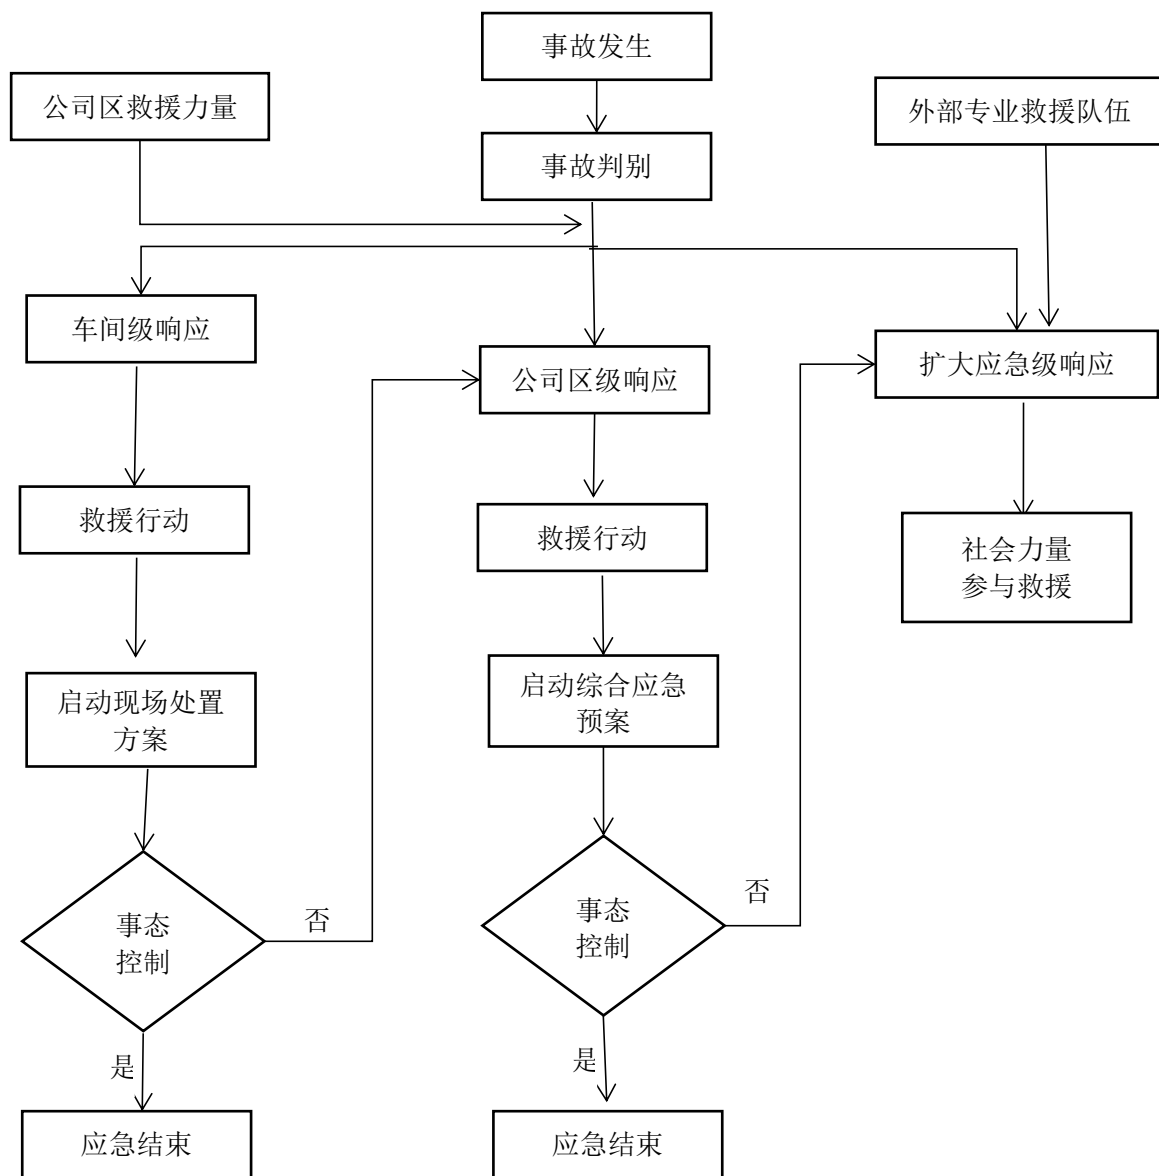 事故发生
公司区救援力量
外部专业救援队伍
事故判别
车间级响应
公司区级响应
扩大应急级响应
救援行动
救援行动
社会力量
参与救援
启动现场处置
方案
启动综合应急
预案
事态
控制
否
事态
控制
否
是
是
应急结束
应急结束